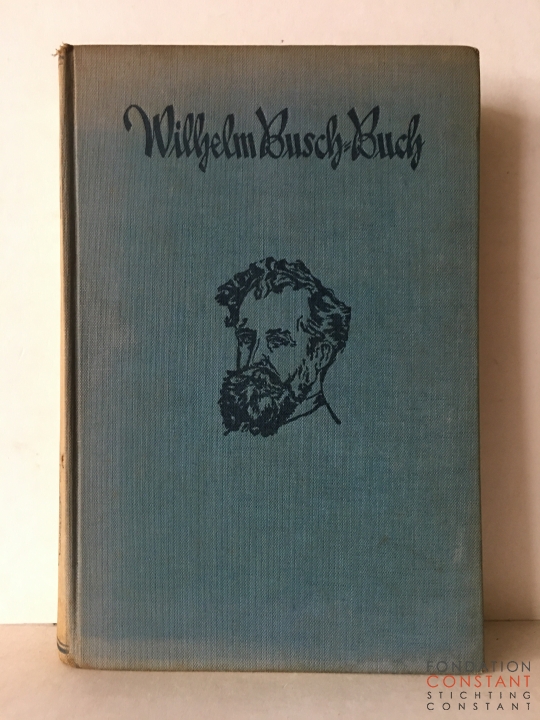 Wilhelm Busch=Buch
FONDATION
CONSTANT
STICHTING
CONSTANT